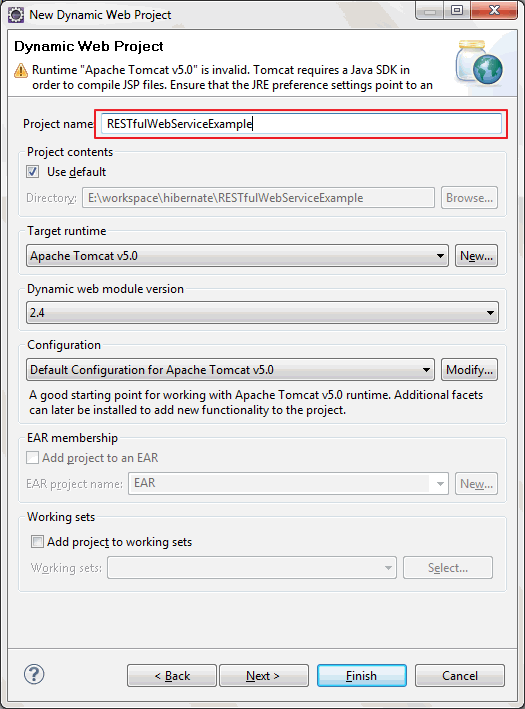 New Dynamic Web Project
Dynamic Web Project
Runtime "Apache Tomcat v5.0" is invalid. Tomcat requires a Java SDK in
order to compile JSP files. Ensure that the JRE preference settings point to an
Project name: RESTfulWebServiceExample
Project contents
Use default
Directory: E:\workspace\hibernate\RESTfulWebServiceExample Browse...
Target runtime
Apache Tomcat v5.0 New...
Dynamic web module version
2.4
Configuration
Default Configuration for Apache Tomcat v5.0 Modify...
A good starting point for working with Apache Tomcat v5.0 runtime. Additional facets
can later be installed to add new functionality to the project.
EAR membership
Add project to an EAR
EAR project name: EAR New...
Working sets
Add project to working sets
Working sets: Select...
? < Back Next > Finish Cancel